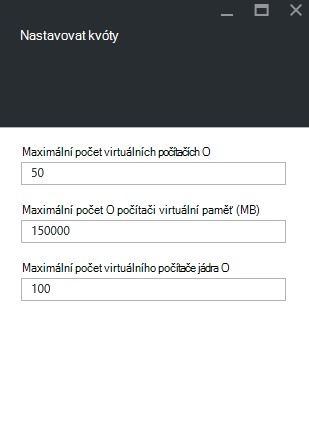 Nastavovat kvóty
Maximální počet virtuálních počítačích O
50
Maximální počet O počítači virtuální paměť (MB)
150000
Maximální počet virtuálního počítače jádra O
100